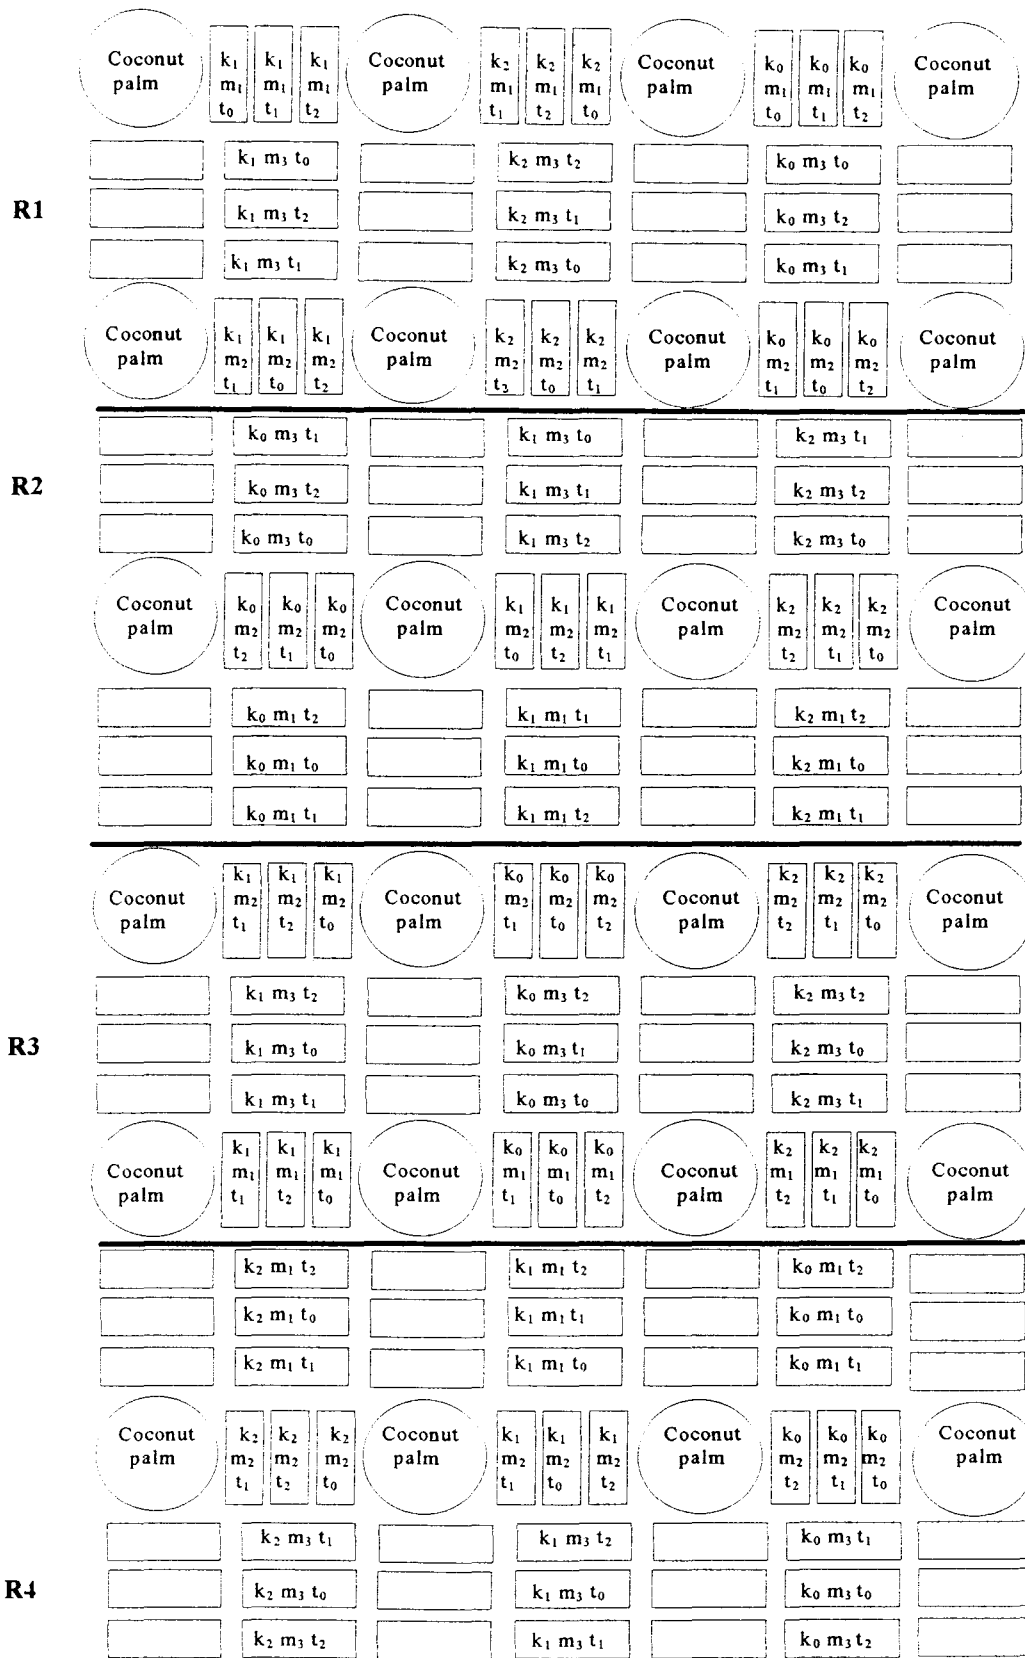 Coconut palm k₁ m₁ t₀ k₁ m₁ t₁ k₁ m₁ t₂ Coconut palm k₂ m₁ t₁ k₂ m₁ t₂ k₂ m₁ t₀ Coconut palm k₀ m₁ t₀ k₀ m₁ t₁ k₀ m₁ t₂ Coconut palm
k₁ m₃ t₀ k₂ m₃ t₂ k₀ m₃ t₀
R1
k₁ m₃ t₂ k₂ m₃ t₁ k₀ m₃ t₂
k₁ m₃ t₁ k₂ m₃ t₀ k₀ m₃ t₁
Coconut palm k₁ m₂ t₁ k₁ m₂ t₀ k₁ m₂ t₂ Coconut palm k₂ m₂ t₃ k₂ m₂ t₀ k₂ m₂ t₁ Coconut palm k₀ m₂ t₁ k₀ m₂ t₀ k₀ m₂ t₂ Coconut palm
k₀ m₃ t₁ k₁ m₃ t₀ k₂ m₃ t₁
R2
k₀ m₃ t₂ k₁ m₃ t₁ k₂ m₃ t₂
k₀ m₃ t₀ k₁ m₃ t₂ k₂ m₃ t₀
Coconut palm k₀ m₂ t₂ k₀ m₂ t₁ k₀ m₂ t₀ Coconut palm k₁ m₂ t₀ k₁ m₂ t₂ k₁ m₂ t₁ Coconut palm k₂ m₂ t₂ k₂ m₂ t₁ k₂ m₂ t₀ Coconut palm
k₀ m₁ t₂ k₁ m₁ t₁ k₂ m₁ t₂
k₀ m₁ t₀ k₁ m₁ t₀ k₂ m₁ t₀
k₀ m₁ t₁ k₁ m₁ t₂ k₂ m₁ t₁
Coconut palm k₁ m₂ t₁ k₁ m₂ t₂ k₁ m₂ t₀ Coconut palm k₀ m₂ t₁ k₀ m₂ t₀ k₀ m₂ t₂ Coconut palm k₂ m₂ t₂ k₂ m₂ t₁ k₂ m₂ t₀ Coconut palm
k₁ m₃ t₂ k₀ m₃ t₂ k₂ m₃ t₂
R3
k₁ m₃ t₀ k₀ m₃ t₁ k₂ m₃ t₀
k₁ m₃ t₁ k₀ m₃ t₀ k₂ m₃ t₁
Coconut palm k₁ m₁ t₁ k₁ m₁ t₂ k₁ m₁ t₀ Coconut palm k₀ m₁ t₁ k₀ m₁ t₀ k₀ m₁ t₂ Coconut palm k₂ m₁ t₂ k₂ m₁ t₁ k₂ m₁ t₀ Coconut palm
k₂ m₁ t₂ k₁ m₁ t₂ k₀ m₁ t₂
k₂ m₁ t₀ k₁ m₁ t₁ k₀ m₁ t₀
k₂ m₁ t₁ k₁ m₁ t₀ k₀ m₁ t₁
Coconut palm k₂ m₂ t₁ k₂ m₂ t₂ k₂ m₂ t₀ Coconut palm k₁ m₂ t₁ k₁ m₂ t₀ k₁ m₂ t₂ Coconut palm k₀ m₂ t₂ k₀ m₂ t₁ k₀ m₂ t₀ Coconut palm
k₂ m₃ t₁ k₁ m₃ t₂ k₀ m₃ t₁
R4
k₂ m₃ t₀ k₁ m₃ t₀ k₀ m₃ t₀
k₂ m₃ t₂ k₁ m₃ t₁ k₀ m₃ t₂